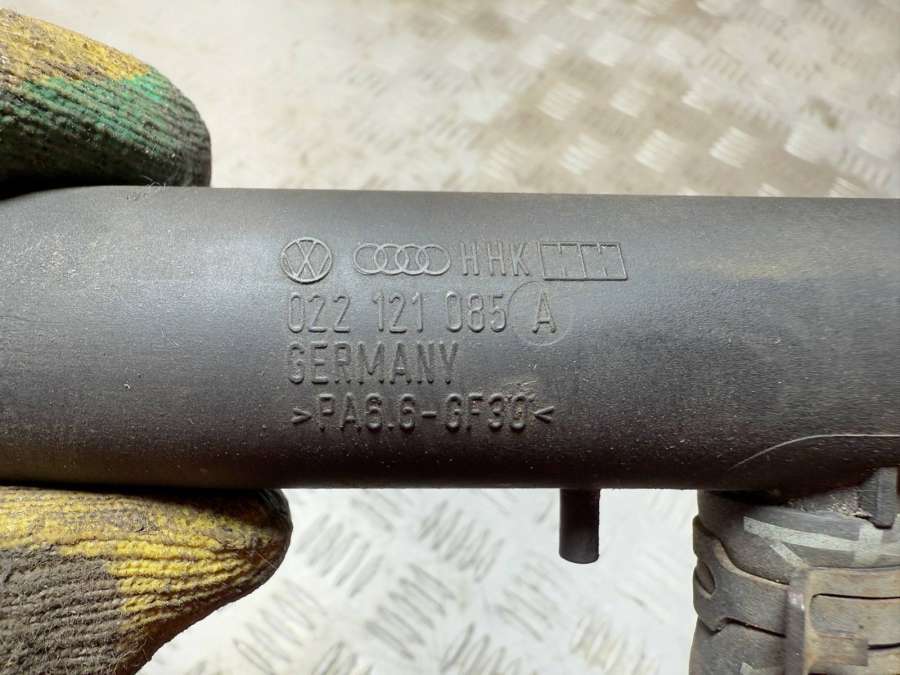 HHK
022 121 085 A
GERMANY
>PA6.6-GF30<